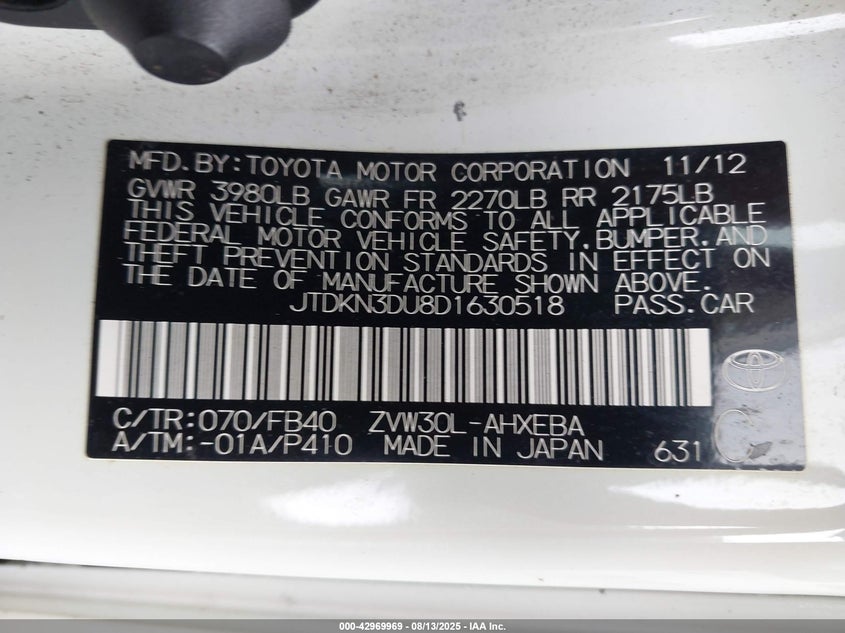 MFD.BY:TOYOTA MOTOR CORPORATION 11/12
GVWR 3980LB GAWR FR 2270LB RR 2175LB
THIS VEHICLE CONFORMS TO ALL APPLICABLE
FEDERAL MOTOR VEHICLE SAFETY,BUMPER,AND
THEFT PREVENTION STANDARDS IN EFFECT ON
THE DATE OF MANUFACTURE SHOWN ABOVE.
JTDKN3DU8D1630518 PASS.CAR
C/TR:070/FB40 ZVW30L-AHXEBA C
A/TM:-01A/P410 MADE IN JAPAN 631
000-42969969 - 08/13/2025 - IAA Inc.